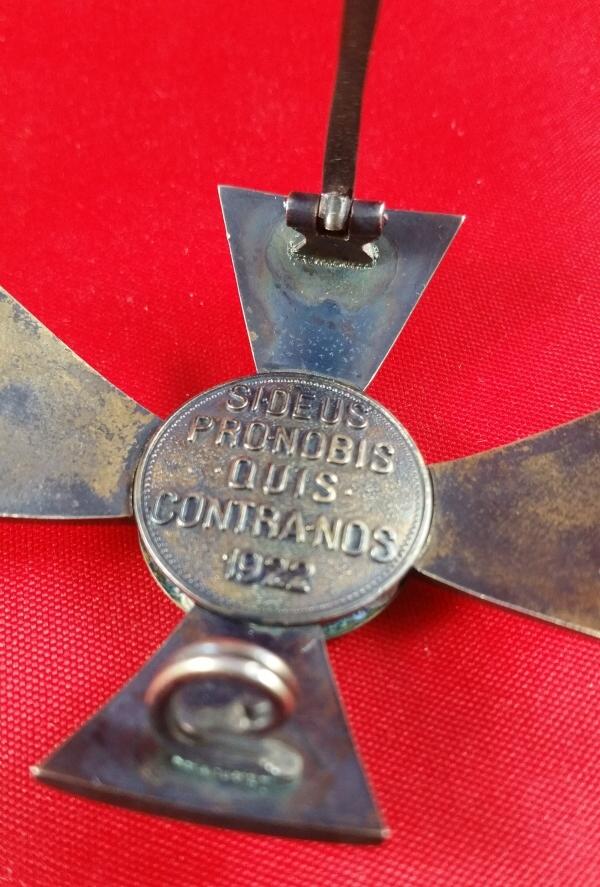 SI·DEUS
PRO·NOBIS
·QUIS·
CONTRA·NOS
1922